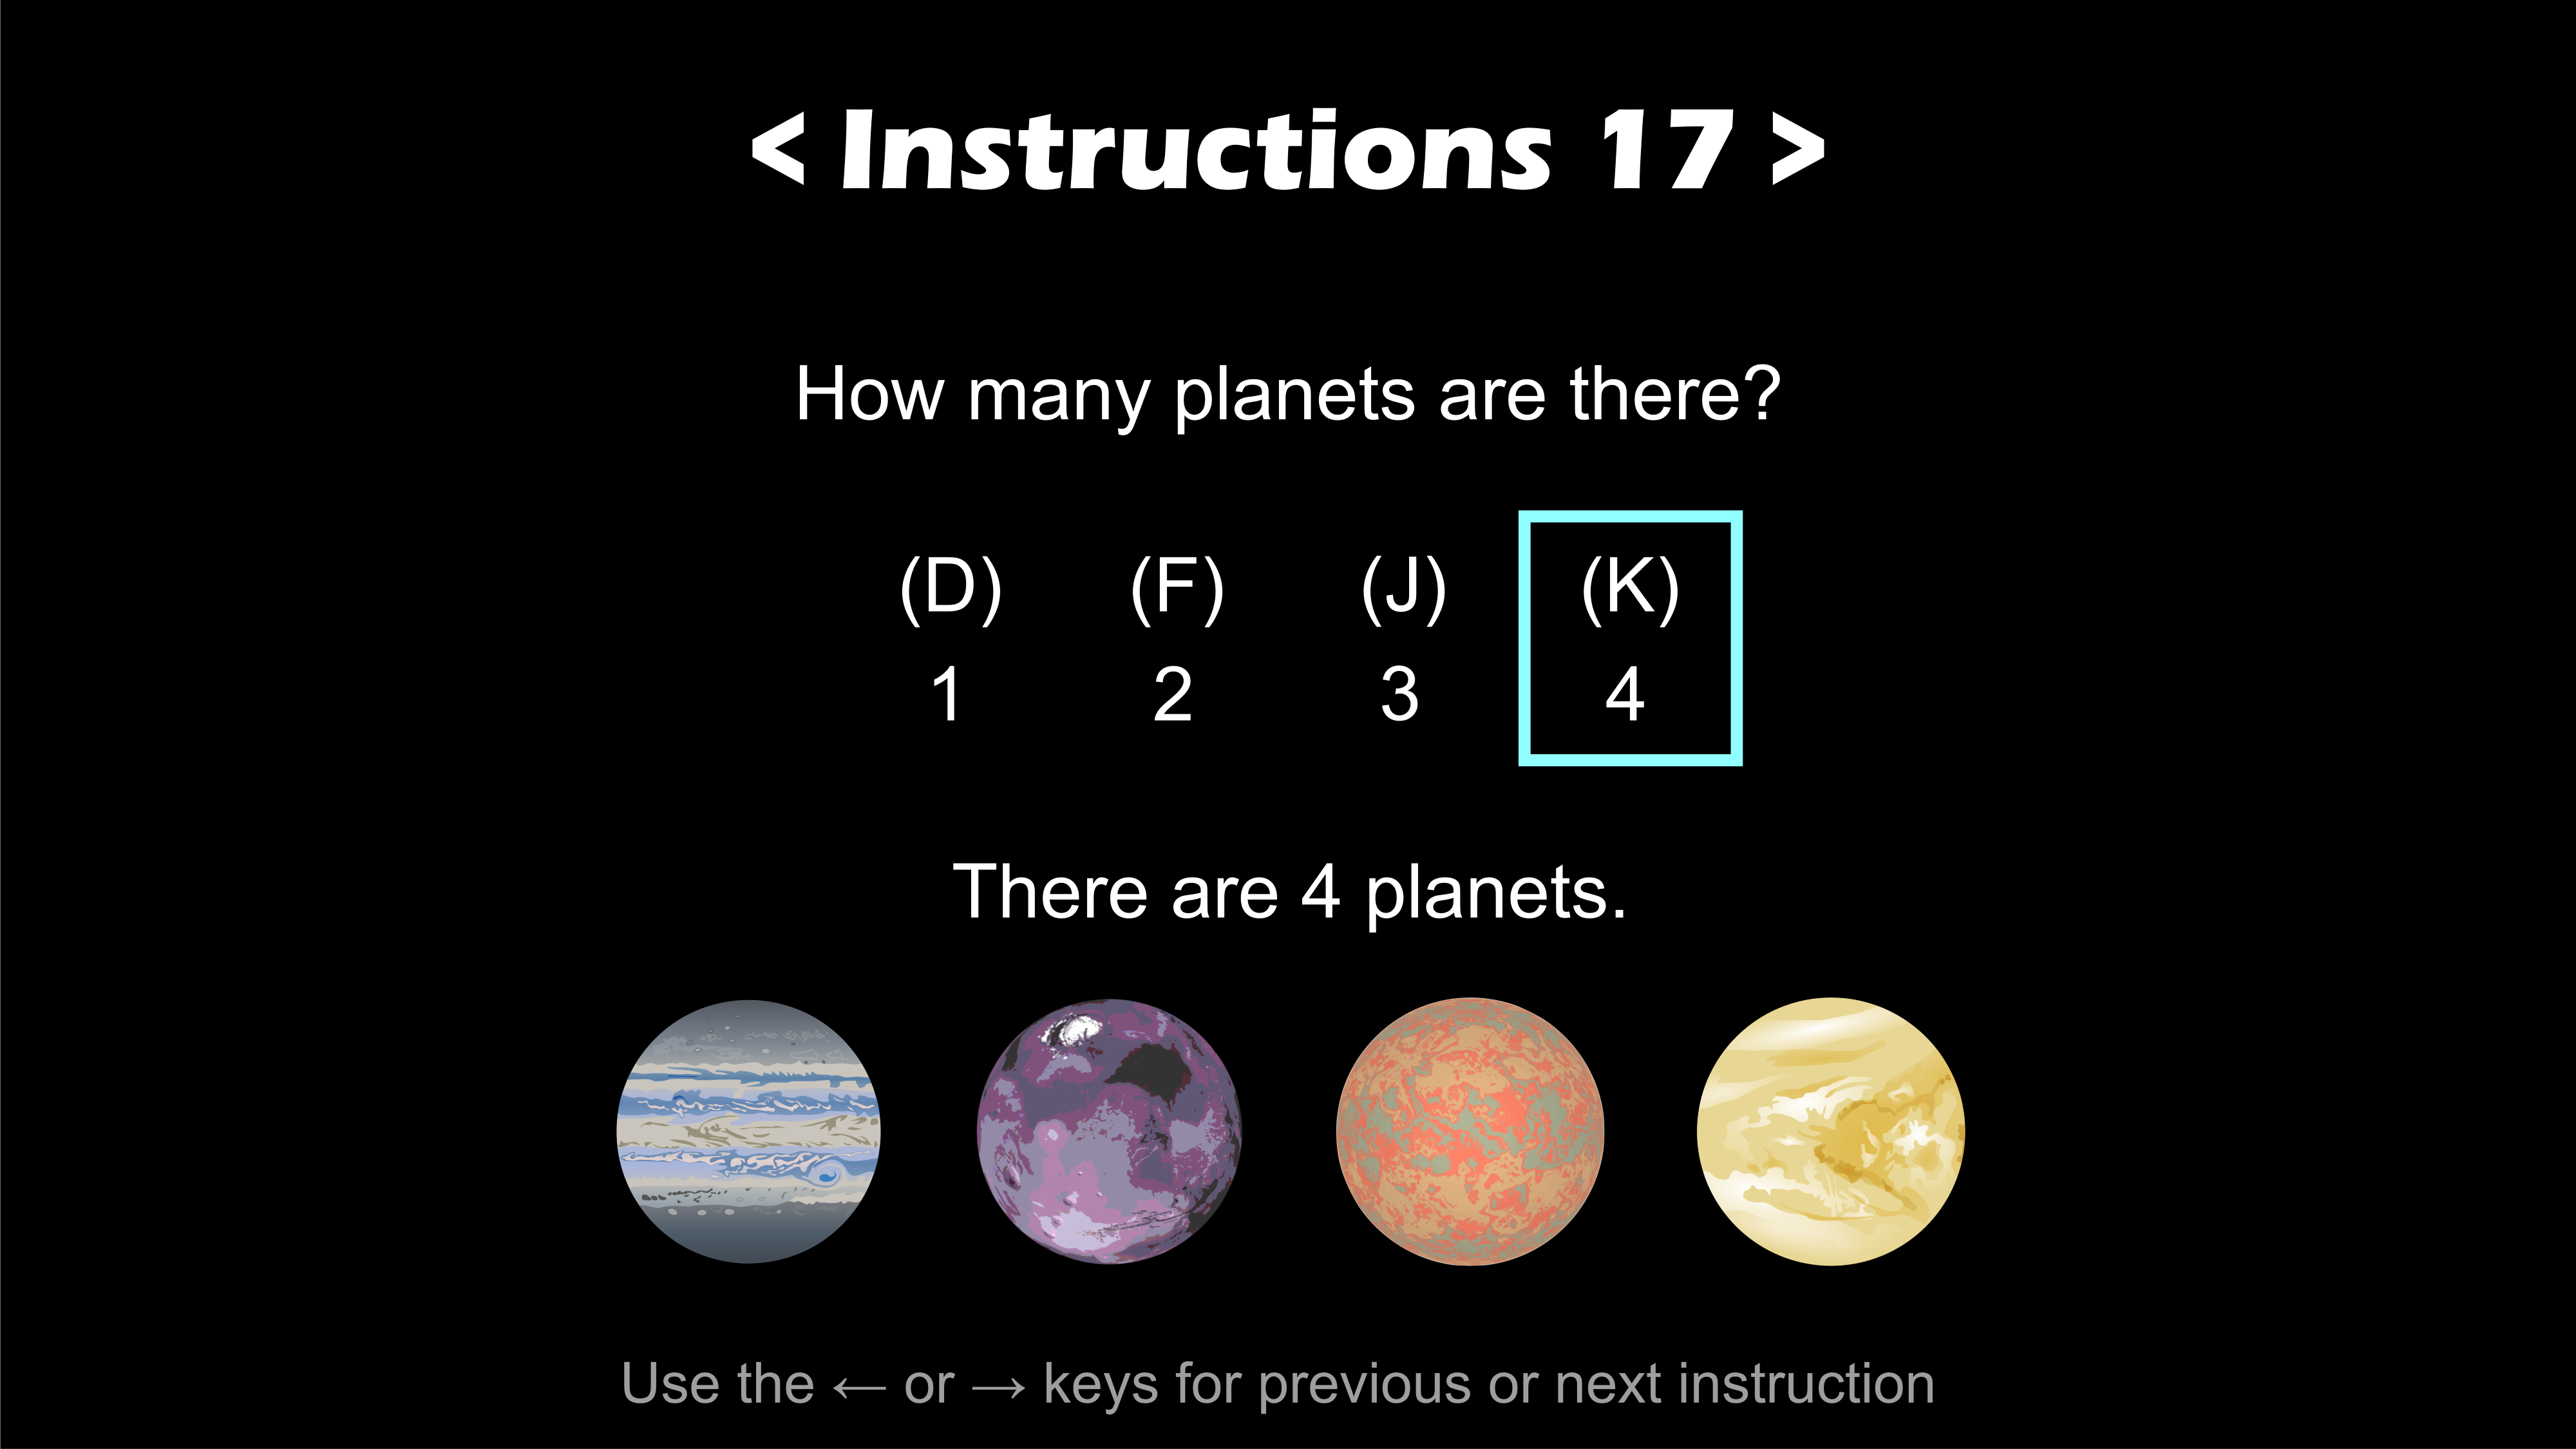 < Instructions 17 >
How many planets are there?
(D) (F) (J) (K)
1 2 3 4
There are 4 planets.
Use the ← or → keys for previous or next instruction